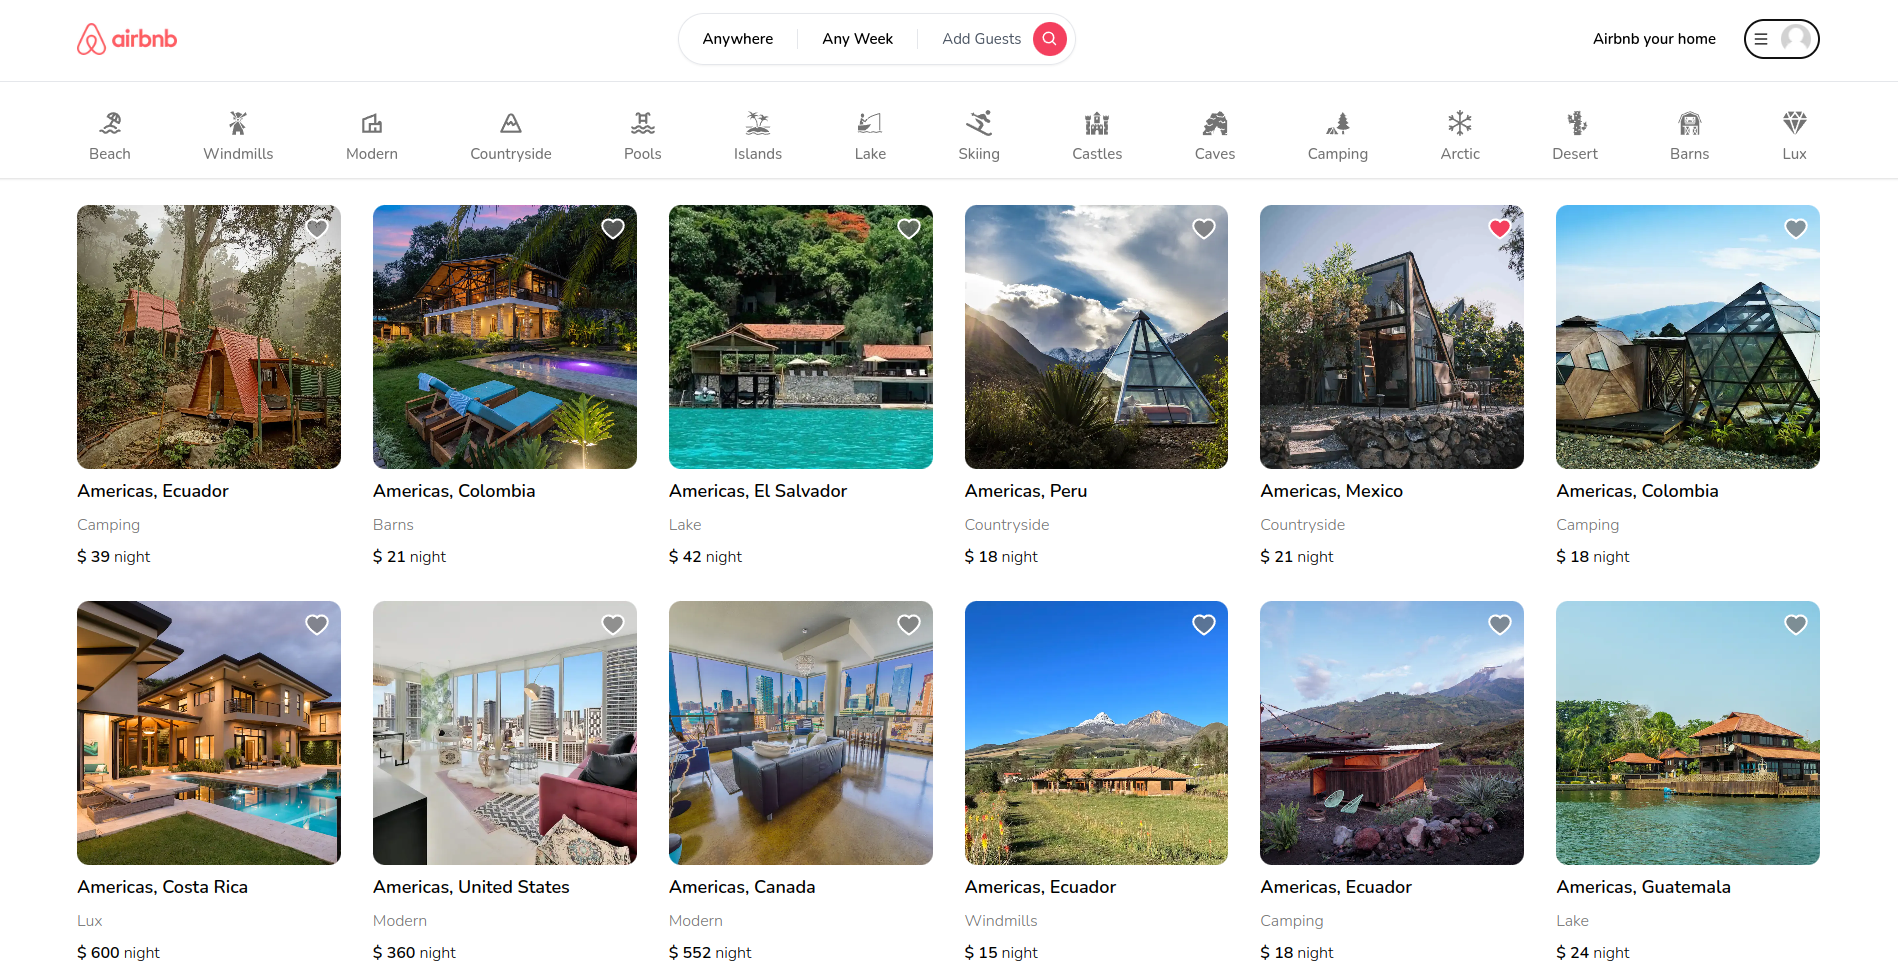 airbnb
Anywhere
Any Week
Add Guests
Airbnb your home
Beach
Windmills
Modern
Countryside
Pools
Islands
Lake
Skiing
Castles
Caves
Camping
Arctic
Desert
Barns
Lux
Americas, Ecuador
Camping
$ 39 night
Americas, Colombia
Barns
$ 21 night
Americas, El Salvador
Lake
$ 42 night
Americas, Peru
Countryside
$ 18 night
Americas, Mexico
Countryside
$ 21 night
Americas, Colombia
Camping
$ 18 night
Americas, Costa Rica
Lux
$ 600 night
Americas, United States
Modern
$ 360 night
Americas, Canada
Modern
$ 552 night
Americas, Ecuador
Windmills
$ 15 night
Americas, Ecuador
Camping
$ 18 night
Americas, Guatemala
Lake
$ 24 night